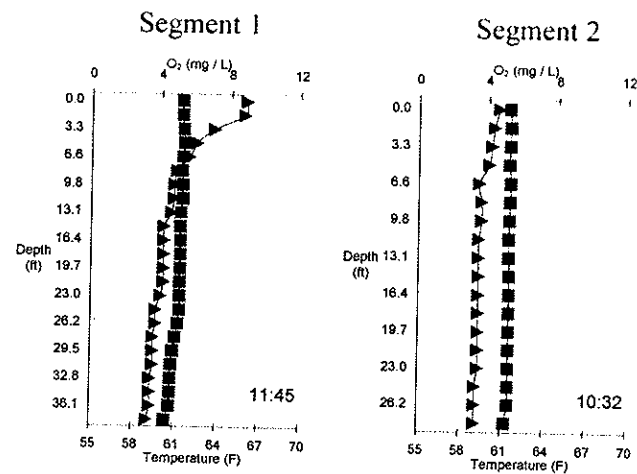 Segment 1
O₂ (mg / L)
0 4 8 12
0.0
3.3
6.6
9.8
13.1
16.4
Depth
(ft)
19.7
23.0
26.2
29.5
32.8
36.1
11:45
55 58 61 64 67 70
Temperature (F)
Segment 2
O₂ (mg / L)
0 4 8 12
0.0
3.3
6.6
9.8
Depth
(ft)
13.1
16.4
19.7
23.0
26.2
10:32
55 58 61 64 67 70
Temperature (F)